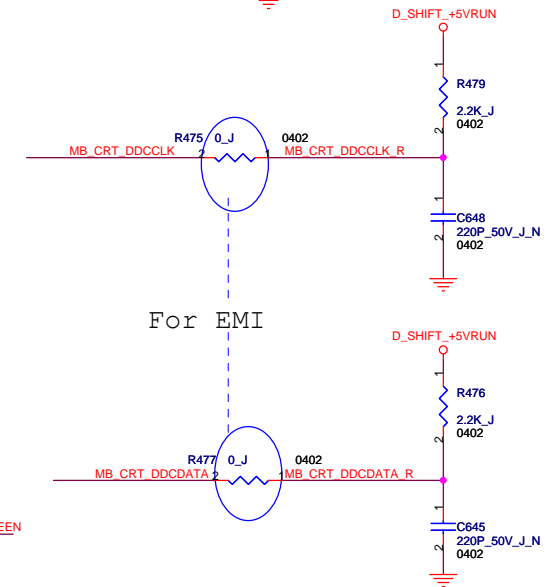 D_SHIFT_+5VRUN
1
R479
2.2K_J
0402
2
R475 0_J 0402
MB_CRT_DDCCLK 2 1 MB_CRT_DDCCLK_R
1
C648
220P_50V_J_N
0402
2
For EMI
D_SHIFT_+5VRUN
1
R476
2.2K_J
0402
2
R477 0_J 0402
MB_CRT_DDCDATA 2 1 MB_CRT_DDCDATA_R
1
C645
220P_50V_J_N
0402
2
EEN